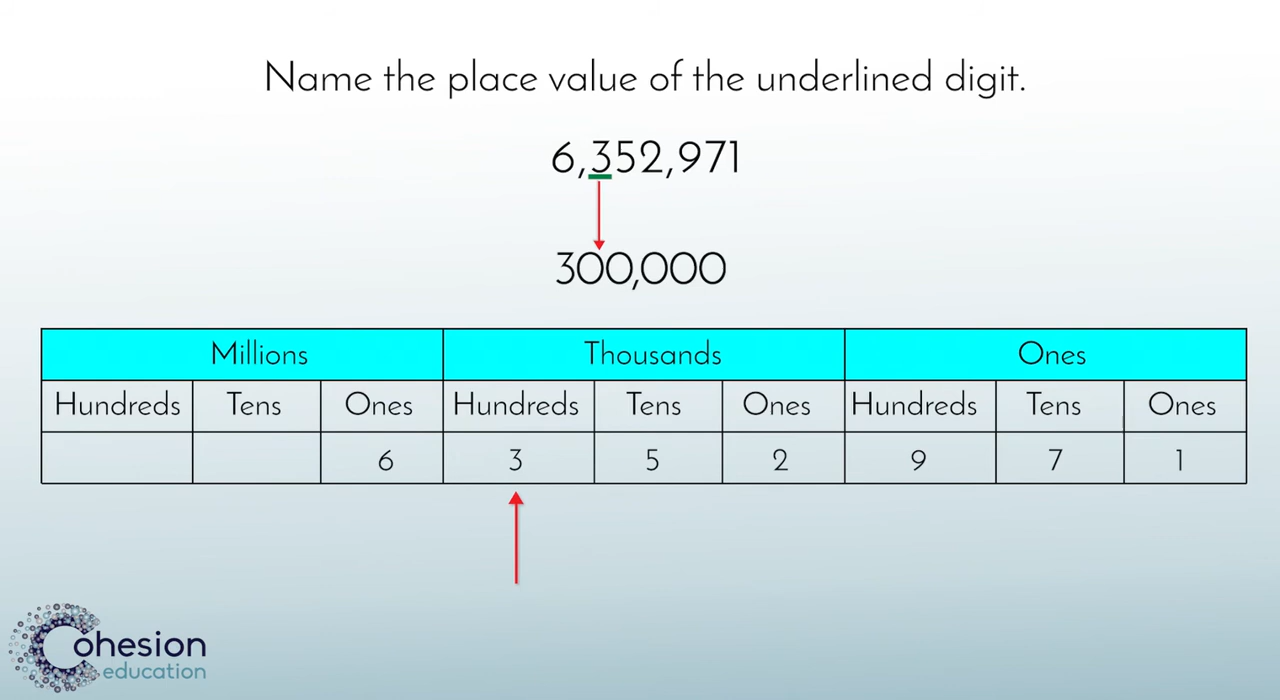 Name the place value of the underlined digit.
6,352,971
300,000
Millions Thousands Ones
Hundreds Tens Ones Hundreds Tens Ones Hundreds Tens Ones
6 3 5 2 9 7 1
Cohesion
education